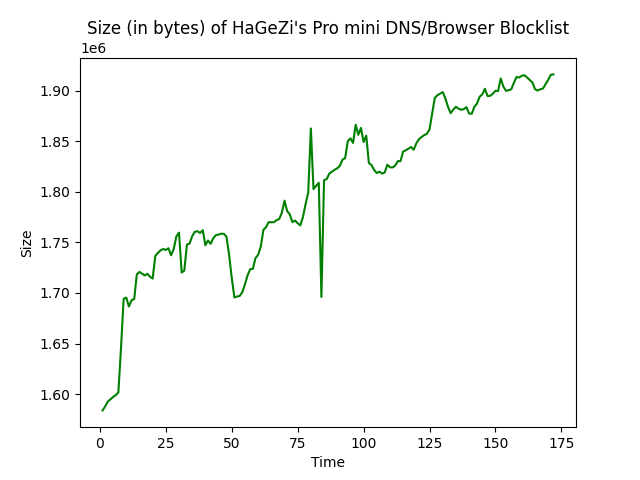 Size (in bytes) of HaGeZi's Pro mini DNS/Browser Blocklist
1e6
1.90
1.85
1.80
1.75
1.70
1.65
1.60
Size
0 25 50 75 100 125 150 175
Time